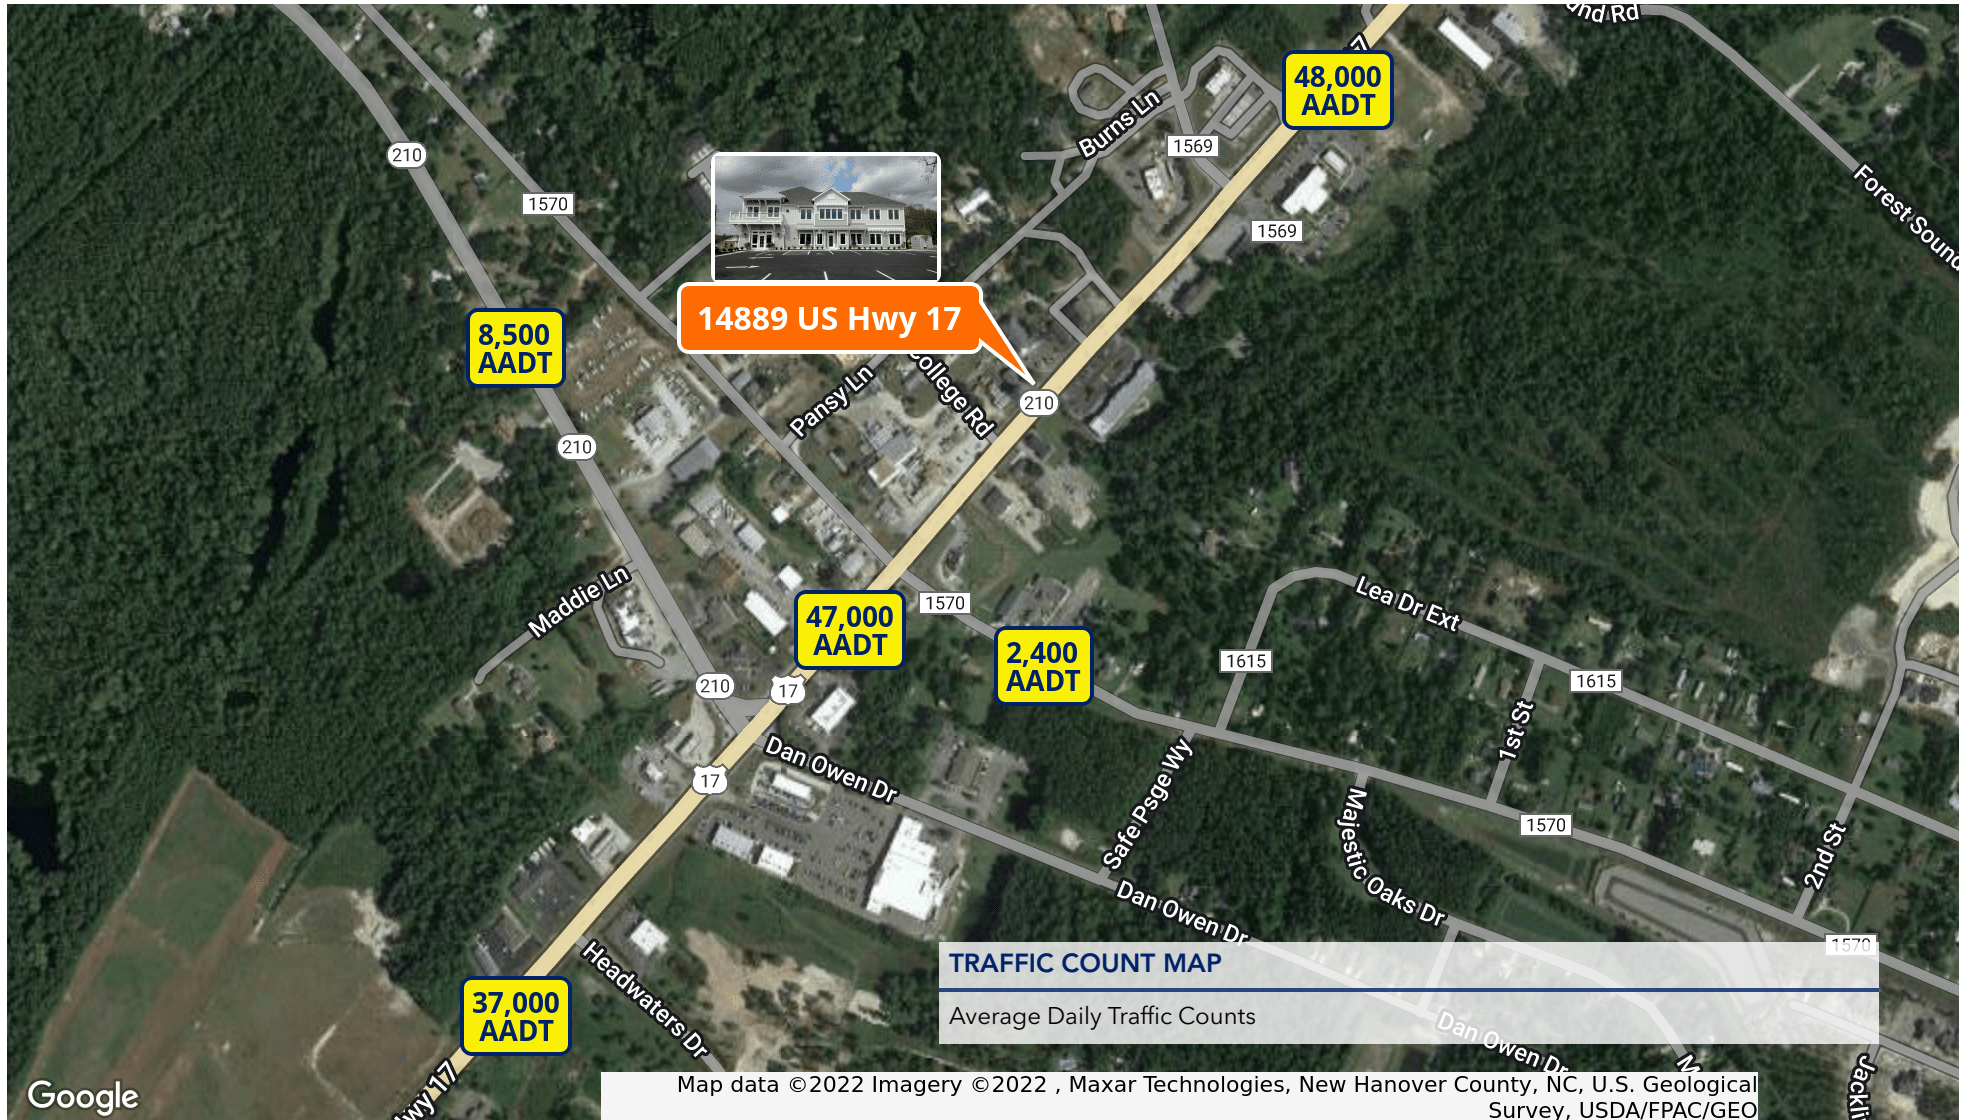 und Rd
7
48,000
AADT
Burns Ln
1569
210
1570
Forest Sound
1569
14889 US Hwy 17
8,500
AADT
College Rd
Pansy Ln
210
210
Maddie Ln
Lea Dr Ext
47,000
AADT
1570
2,400
AADT
1615
1615
210
17
1st St
Dan Owen Dr
17
Safe Psge Wy
Majestic Oaks Dr
1570
2nd St
Dan Owen Dr
1570
Headwaters Dr
TRAFFIC COUNT MAP
Average Daily Traffic Counts
37,000
AADT
Dan Owen Dr
M
Jackli
Hwy 17
Google
Map data ©2022 Imagery ©2022 , Maxar Technologies, New Hanover County, NC, U.S. Geological
Survey, USDA/FPAC/GEO